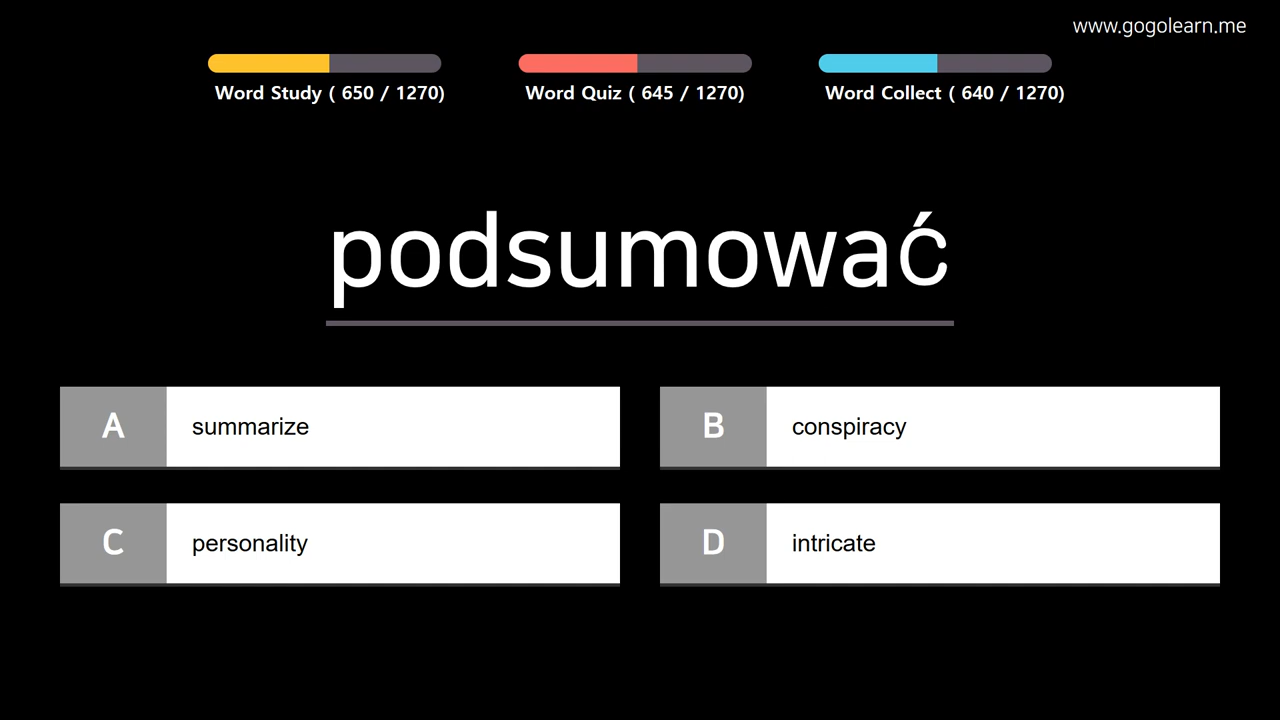 www.gogolearn.me
Word Study ( 650 / 1270)
Word Quiz ( 645 / 1270)
Word Collect ( 640 / 1270)
podsumować
A summarize
B conspiracy
C personality
D intricate